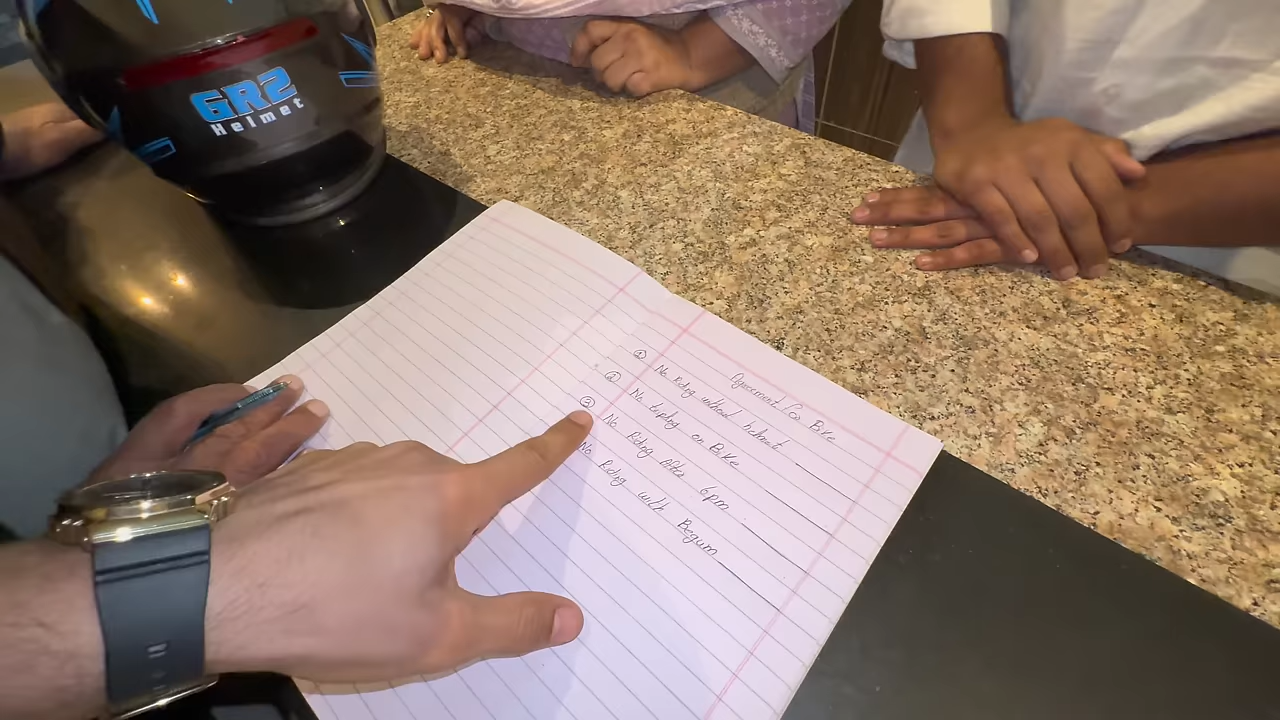 GR2
Helmet
Agreement for Bike
① No Riding without helmet
② No tripling on Bike
③ No Riding After 6pm
No Riding with Begum